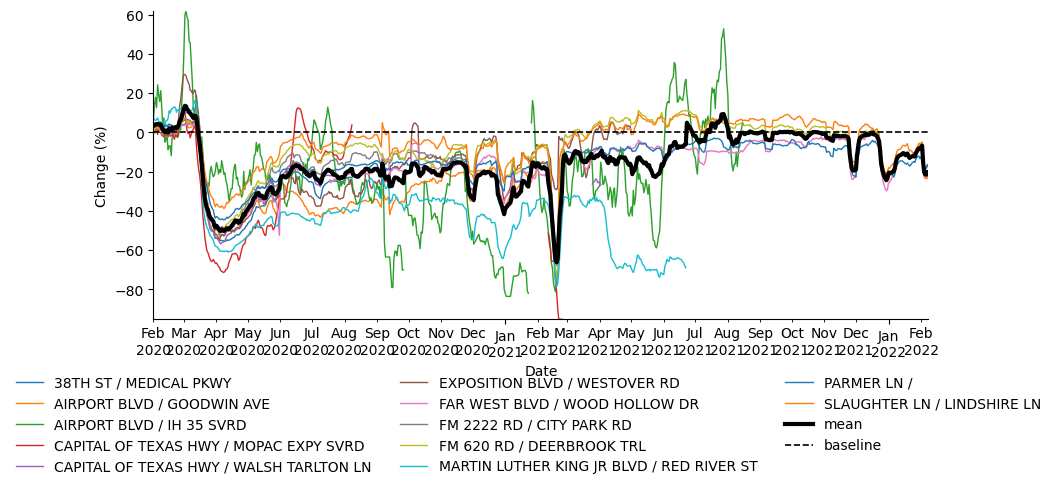 60
40
20
0
−20
−40
−60
−80
Change (%)
Feb Mar Apr May Jun Jul Aug Sep Oct Nov Dec Jan Feb Mar Apr May Jun Jul Aug Sep Oct Nov Dec Jan Feb
2020 2020 2020 2020 2020 2020 2020 2020 2020 2020 2020 2021 2021 2021 2021 2021 2021 2021 2021 2021 2021 2021 2021 2022 2022
Date
38TH ST / MEDICAL PKWY
AIRPORT BLVD / GOODWIN AVE
AIRPORT BLVD / IH 35 SVRD
CAPITAL OF TEXAS HWY / MOPAC EXPY SVRD
CAPITAL OF TEXAS HWY / WALSH TARLTON LN
EXPOSITION BLVD / WESTOVER RD
FAR WEST BLVD / WOOD HOLLOW DR
FM 2222 RD / CITY PARK RD
FM 620 RD / DEERBROOK TRL
MARTIN LUTHER KING JR BLVD / RED RIVER ST
PARMER LN /
SLAUGHTER LN / LINDSHIRE LN
mean
baseline